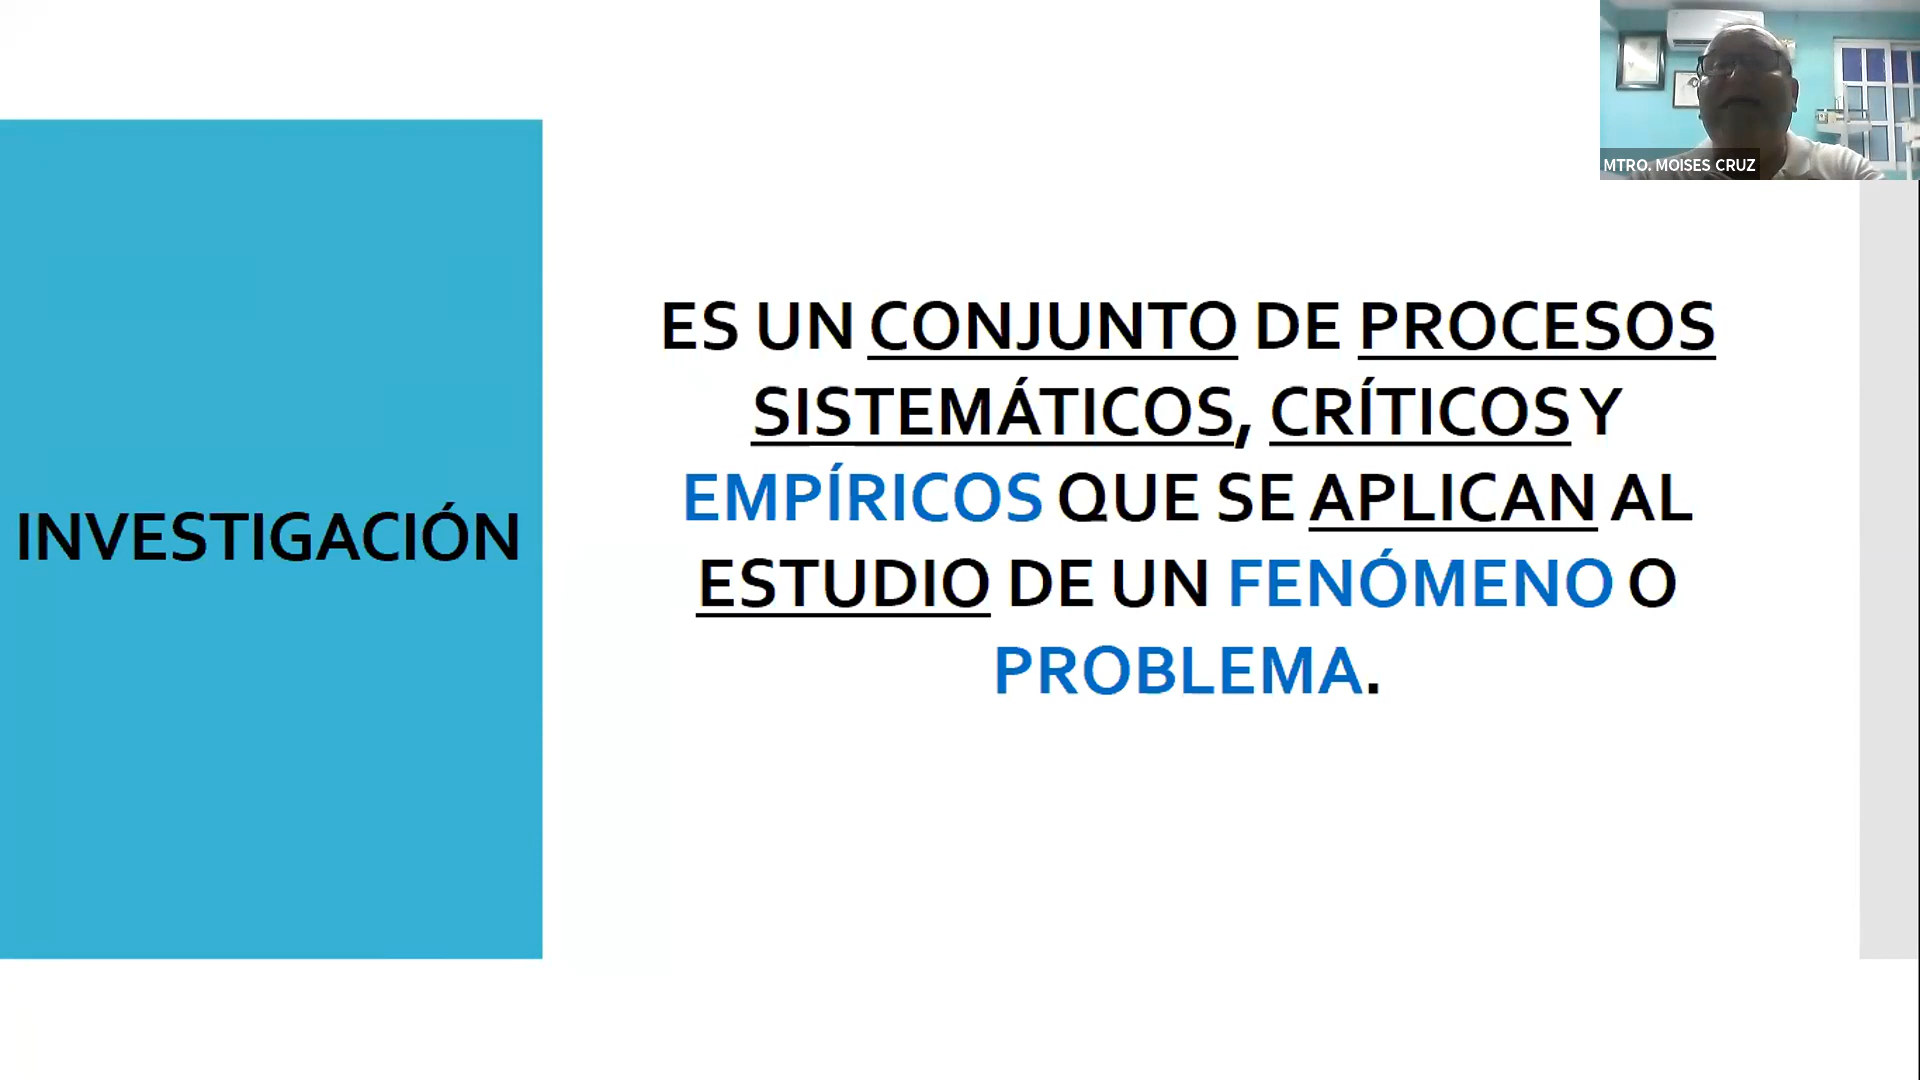 MTRO. MOISES CRUZ
INVESTIGACIÓN
ES UN CONJUNTO DE PROCESOS
SISTEMÁTICOS, CRÍTICOS Y
EMPÍRICOS QUE SE APLICAN AL
ESTUDIO DE UN FENÓMENO O
PROBLEMA.